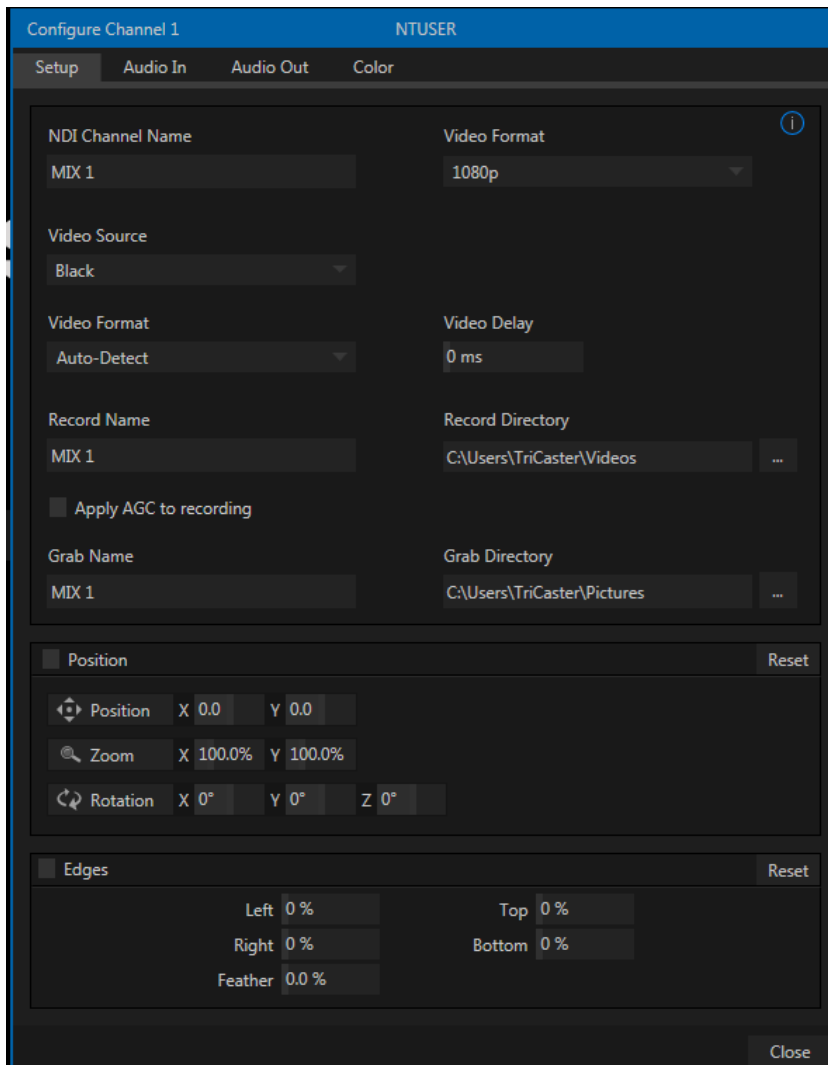 Configure Channel 1 NTUSER
Setup Audio In Audio Out Color
NDI Channel Name Video Format
MIX 1 1080p
Video Source
Black
Video Format Video Delay
Auto-Detect 0 ms
Record Name Record Directory
MIX 1 C:\Users\TriCaster\Videos ...
Apply AGC to recording
Grab Name Grab Directory
MIX 1 C:\Users\TriCaster\Pictures ...
Position Reset
Position X 0.0 Y 0.0
Zoom X 100.0% Y 100.0%
Rotation X 0° Y 0° Z 0°
Edges Reset
Left 0 % Top 0 %
Right 0 % Bottom 0 %
Feather 0.0 %
Close